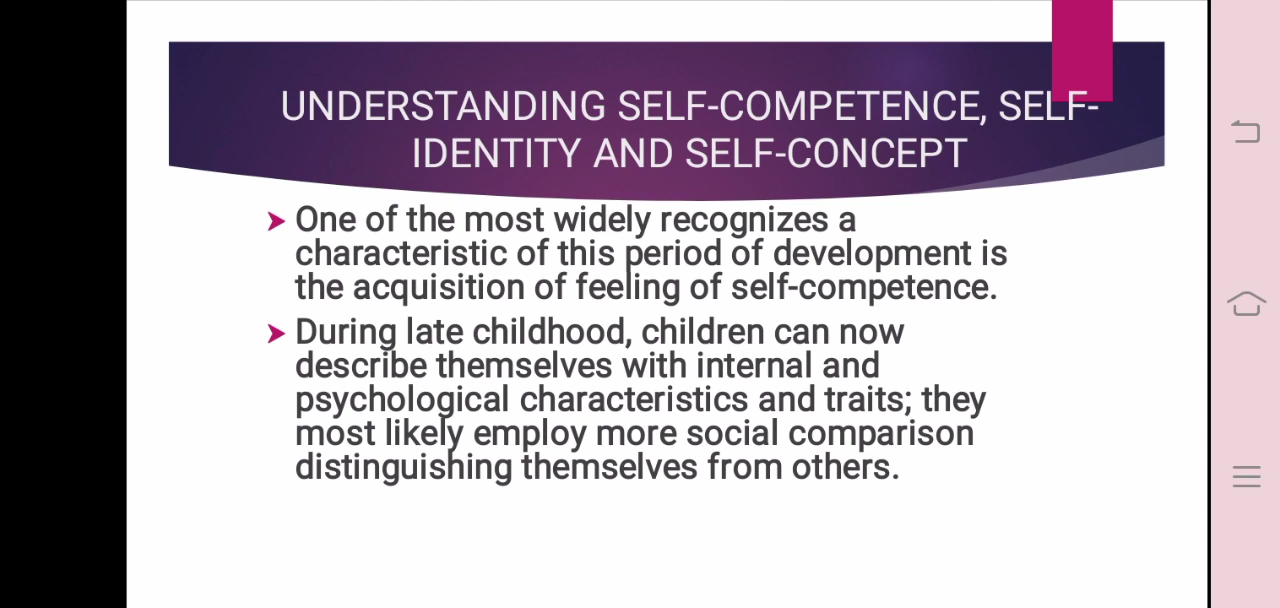 UNDERSTANDING SELF-COMPETENCE, SELF-
IDENTITY AND SELF-CONCEPT
One of the most widely recognizes a
characteristic of this period of development is
the acquisition of feeling of self-competence.
During late childhood, children can now
describe themselves with internal and
psychological characteristics and traits; they
most likely employ more social comparison
distinguishing themselves from others.